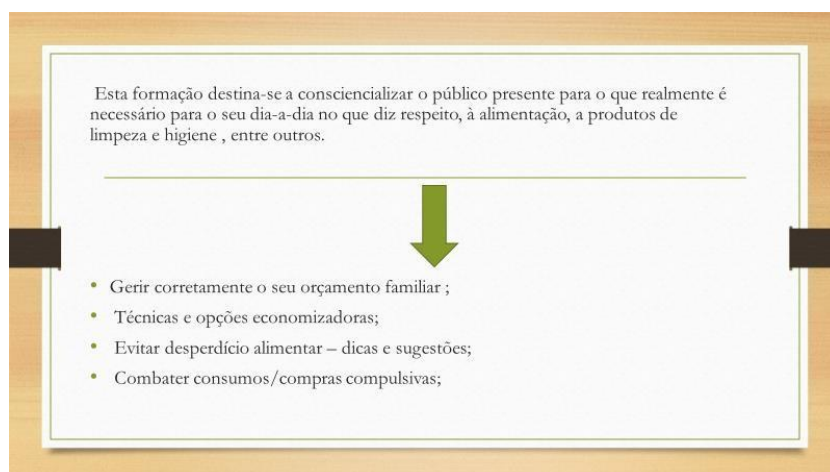 Esta formação destina-se a consciencializar o público presente para o que realmente é
necessário para o seu dia-a-dia no que diz respeito, à alimentação, a produtos de
limpeza e higiene , entre outros.
• Gerir corretamente o seu orçamento familiar ;
• Técnicas e opções economizadoras;
• Evitar desperdício alimentar – dicas e sugestões;
• Combater consumos/compras compulsivas;